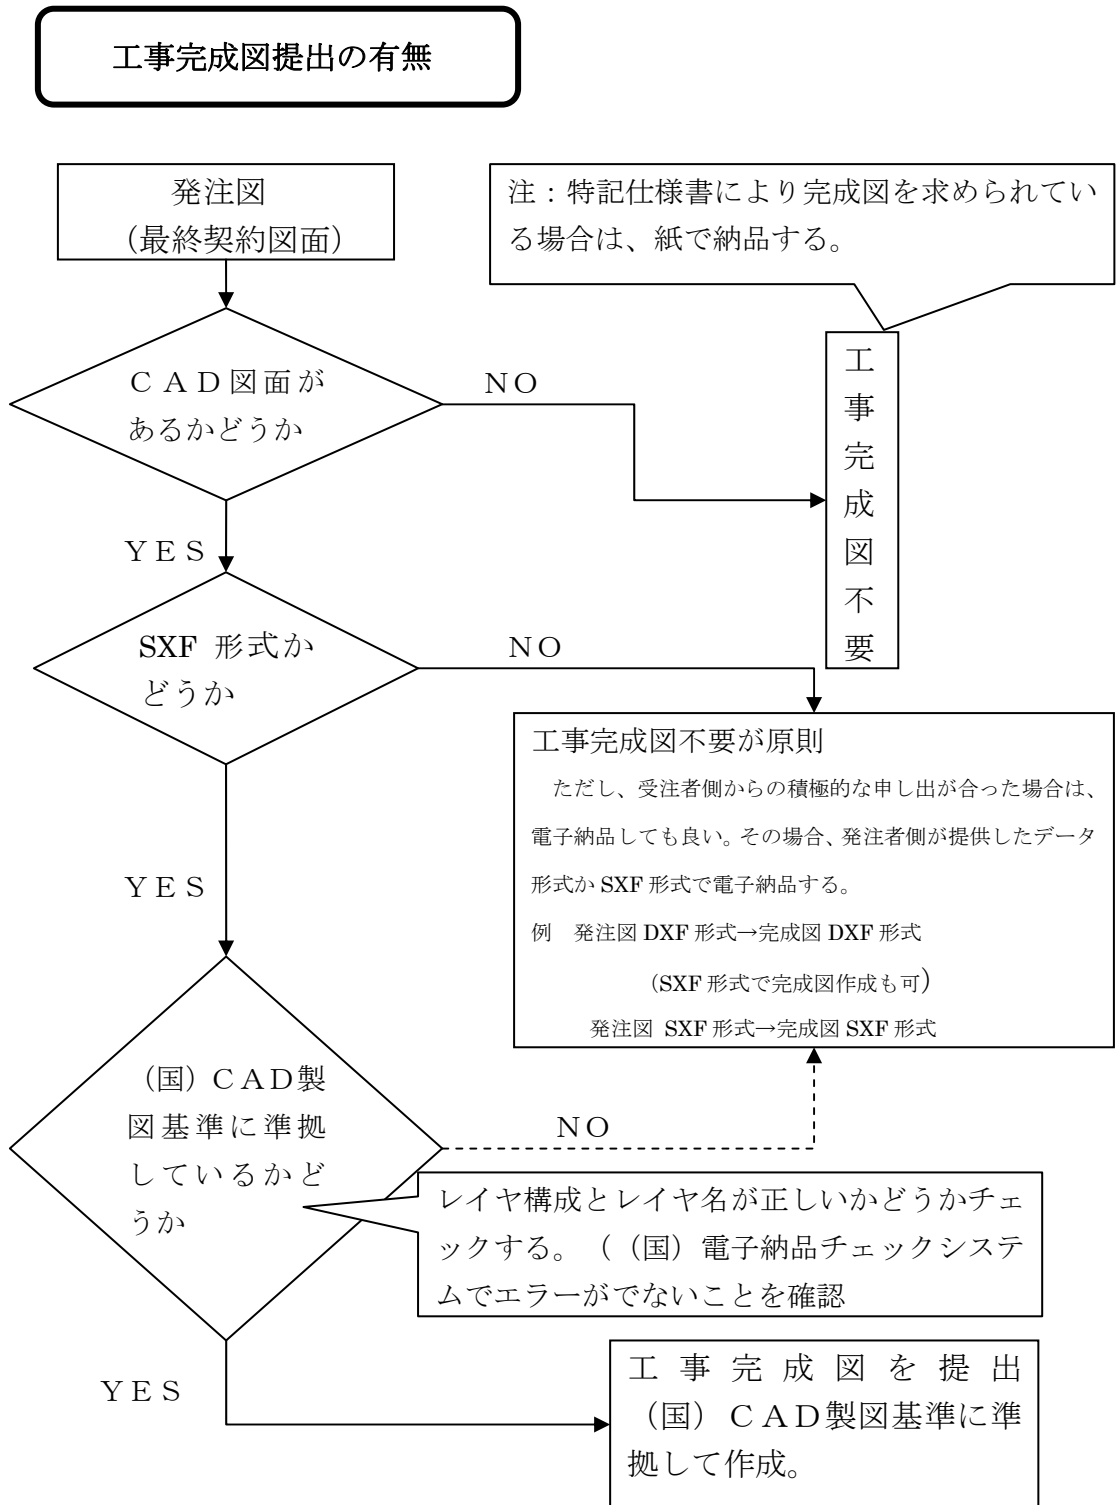 工事完成図提出の有無
発注図
（最終契約図面）
注：特記仕様書により完成図を求められてい
る場合は、紙で納品する。
ＣＡＤ図面が
あるかどうか
ＮＯ
工事完成図不要
ＹＥＳ
SXF 形式か
どうか
ＮＯ
工事完成図不要が原則
ただし、受注者側からの積極的な申し出が合った場合は、
電子納品しても良い。その場合、発注者側が提供したデータ
形式か SXF 形式で電子納品する。
例　発注図 DXF 形式→完成図 DXF 形式
（SXF 形式で完成図作成も可）
発注図 SXF 形式→完成図 SXF 形式
ＹＥＳ
（国）ＣＡＤ製
図基準に準拠
しているかど
うか
ＮＯ
レイヤ構成とレイヤ名が正しいかどうかチェ
ックする。（（国）電子納品チェックシステ
ムでエラーがでないことを確認
ＹＥＳ
工事完成図を提出
（国）ＣＡＤ製図基準に準
拠して作成。